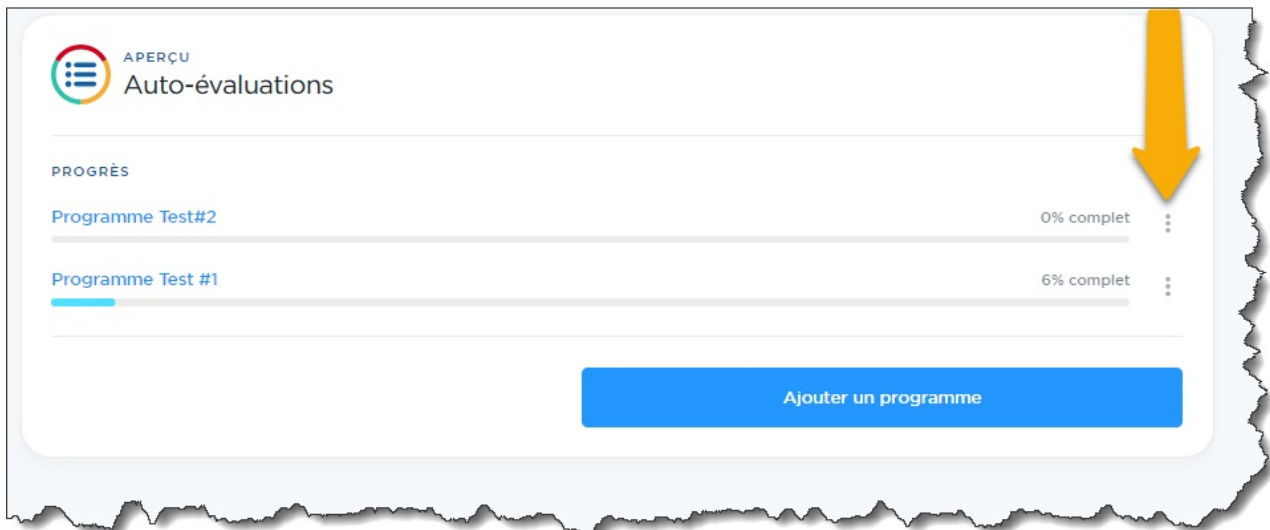 APERÇU
Auto-évaluations
PROGRÈS
Programme Test#2
0% complet
Programme Test #1
6% complet
Ajouter un programme